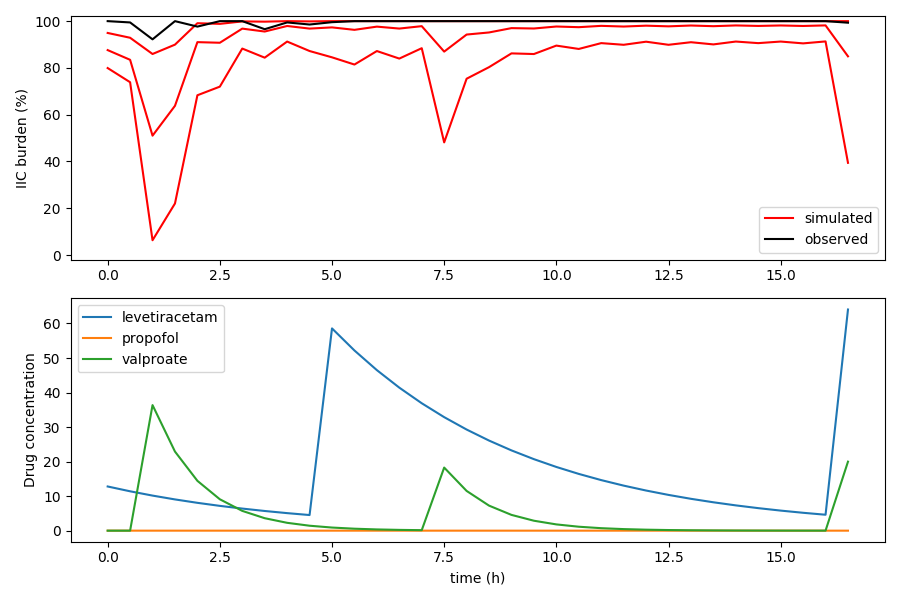 IIC burden (%)
100
80
60
40
20
0
simulated
observed
0.0 2.5 5.0 7.5 10.0 12.5 15.0
Drug concentration
60
50
40
30
20
10
0
levetiracetam
propofol
valproate
0.0 2.5 5.0 7.5 10.0 12.5 15.0
time (h)